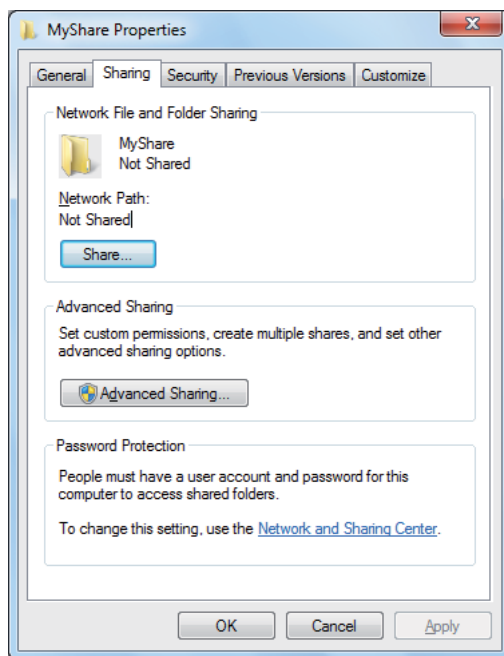 MyShare Properties
General Sharing Security Previous Versions Customize
Network File and Folder Sharing
MyShare
Not Shared
Network Path:
Not Shared
Share...
Advanced Sharing
Set custom permissions, create multiple shares, and set other
advanced sharing options.
Advanced Sharing...
Password Protection
People must have a user account and password for this
computer to access shared folders.
To change this setting, use the Network and Sharing Center.
OK Cancel Apply